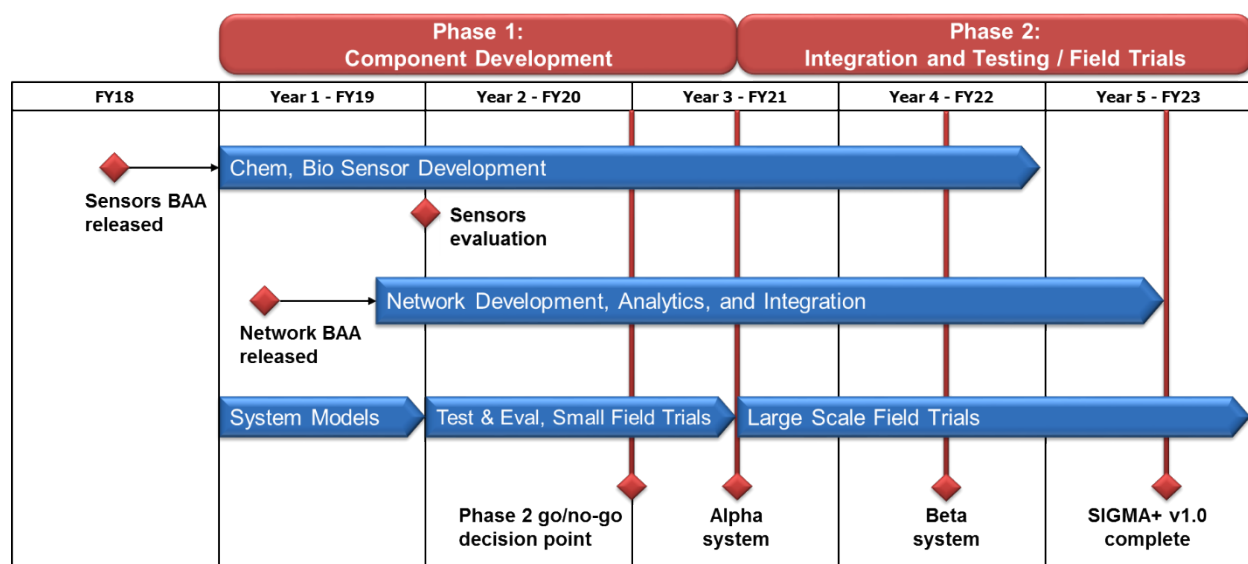 Phase 1:
Component Development
Phase 2:
Integration and Testing / Field Trials
FY18
Year 1 - FY19
Year 2 - FY20
Year 3 - FY21
Year 4 - FY22
Year 5 - FY23
Chem, Bio Sensor Development
Sensors BAA
released
Sensors
evaluation
Network Development, Analytics, and Integration
Network BAA
released
System Models
Test & Eval, Small Field Trials
Large Scale Field Trials
Phase 2 go/no-go
decision point
Alpha
system
Beta
system
SIGMA+ v1.0
complete